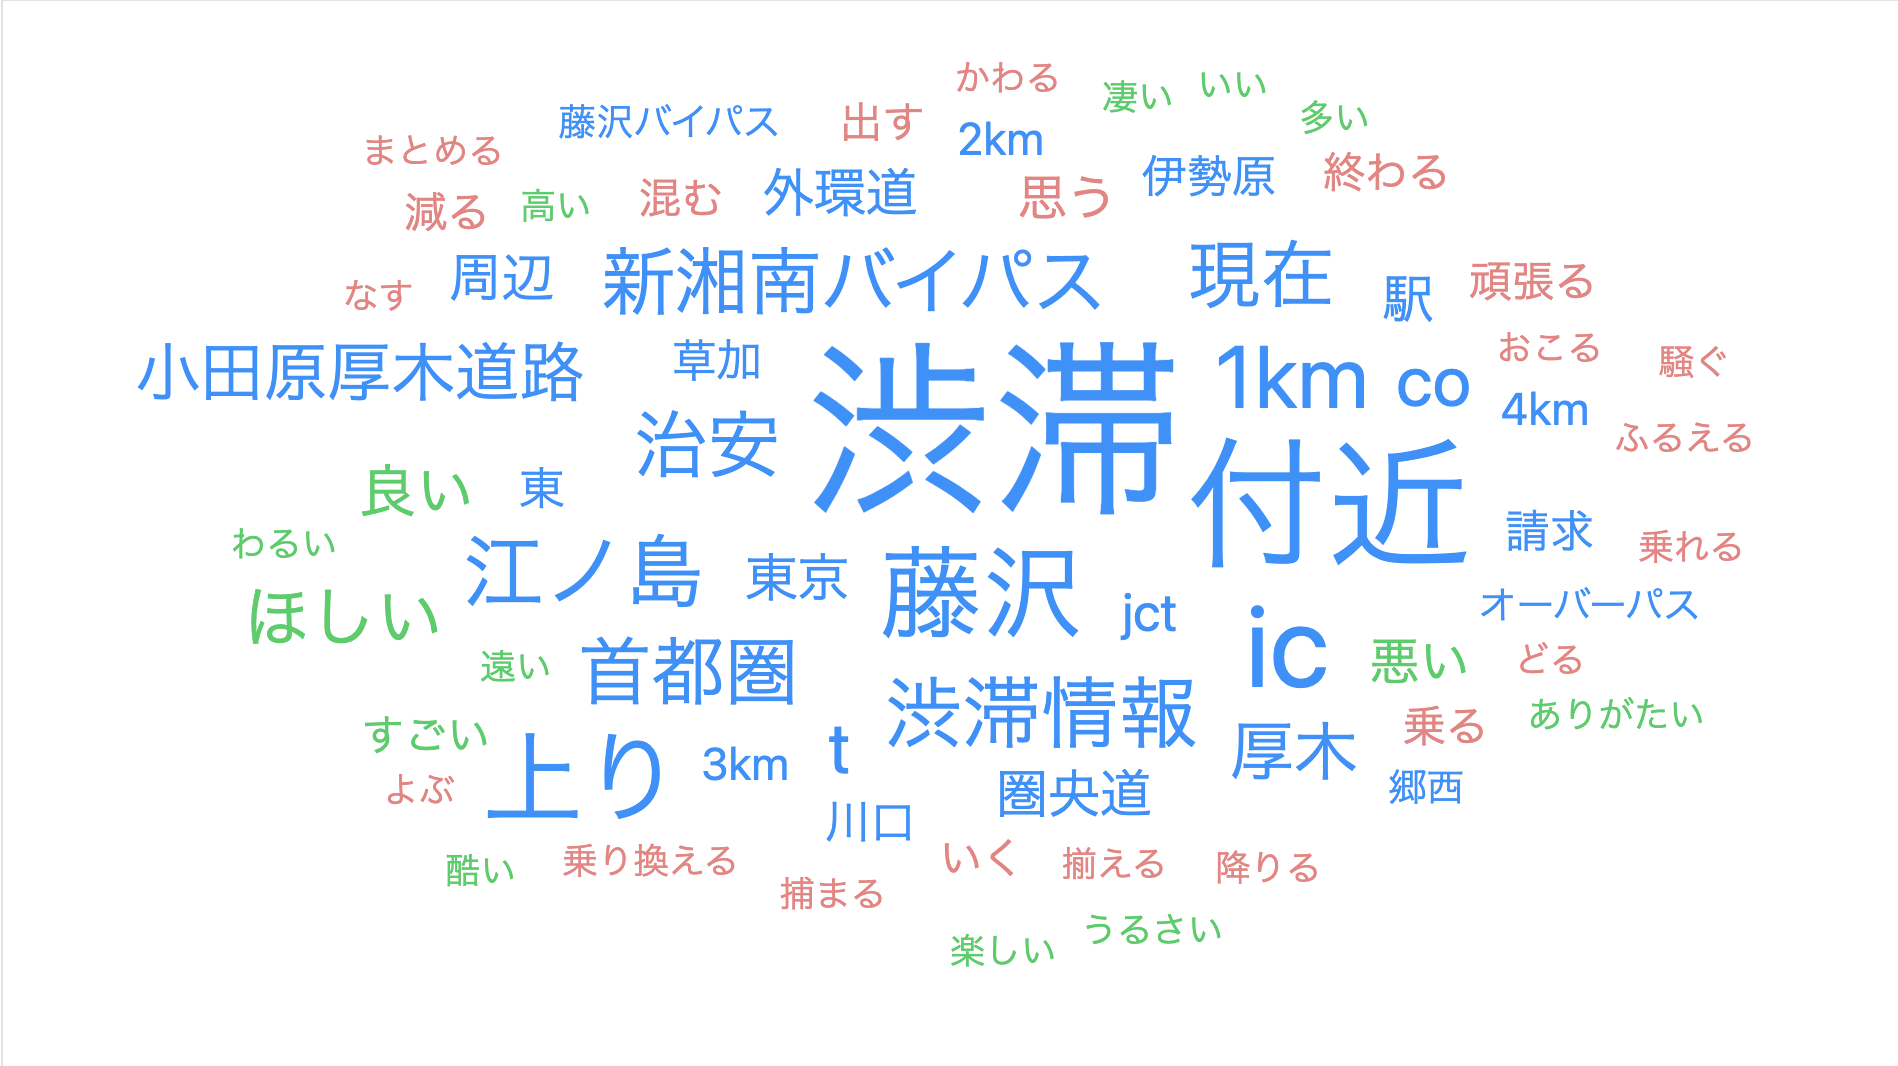 かわる
凄い
いい
藤沢バイパス
出す
2km
多い
まとめる
伊勢原
終わる
減る
高い
混む
外環道
思う
周辺
新湘南バイパス
現在
駅
頑張る
なす
小田原厚木道路
草加
渋滞
1km
co
おこる
騒ぐ
4km
治安
付近
ふるえる
良い
東
請求
わるい
乗れる
江ノ島
東京
藤沢
jct
ic
オーバーパス
ほしい
遠い
首都圏
悪い
どる
渋滞情報
乗る
ありがたい
すごい
上り
3km
t
厚木
よぶ
圏央道
郷西
川口
酷い
乗り換える
いく
揃える
降りる
捕まる
楽しい
うるさい